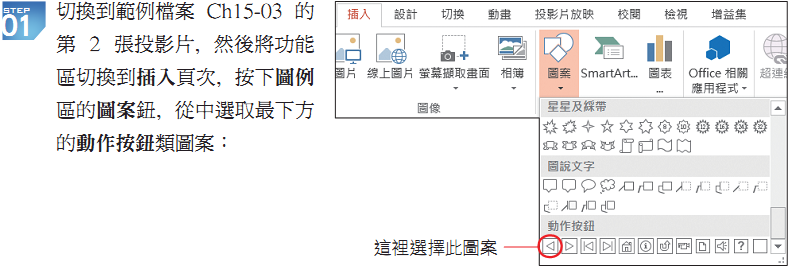 STEP
01
切換到範例檔案 Ch15-03 的
第 2 張投影片，然後將功能
區切換到插入頁次，按下圖例
區的圖案鈕，從中選取最下方
的動作按鈕類圖案：
插入 設計 切換 動畫 投影片放映 校閱 檢視 增益集
圖片 線上圖片 螢幕擷取畫面 相簿 圖案 SmartArt... 圖表 Office 相關 超連結
... 應用程式
圖像
星星及綵帶
8 10 12 16 24 32
圖說文字
動作按鈕
?
這裡選擇此圖案